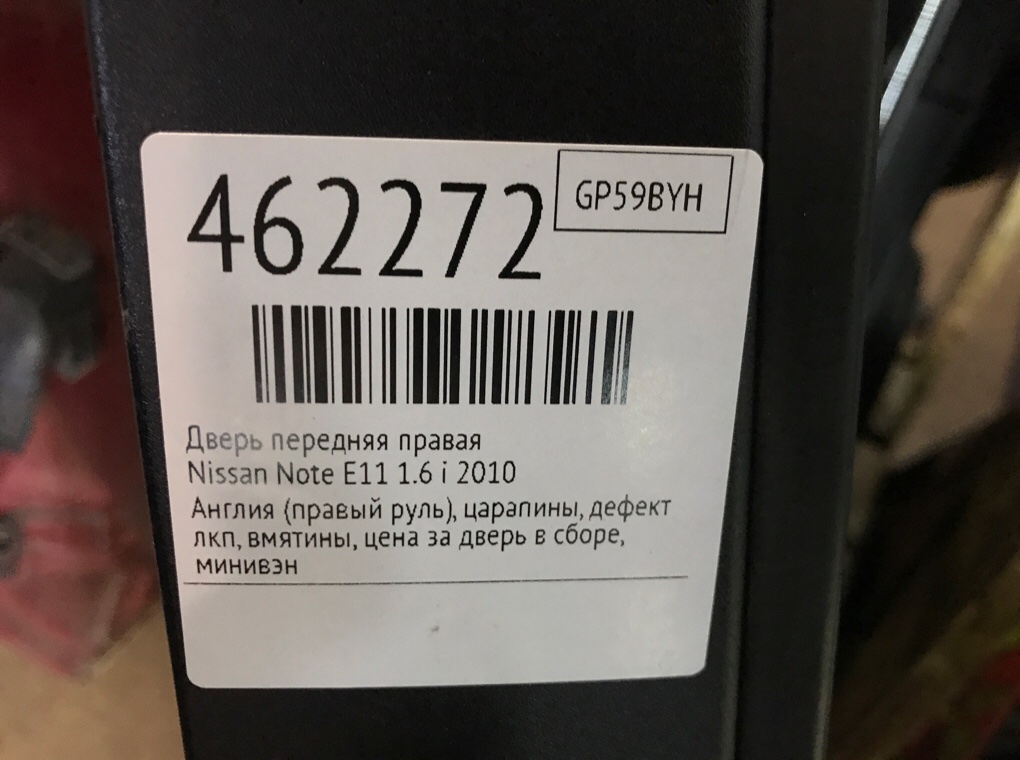 462272
GP59BYH
Дверь передняя правая
Nissan Note E11 1.6 i 2010
Англия (правый руль), царапины, дефект
лкп, вмятины, цена за дверь в сборе,
минивэн